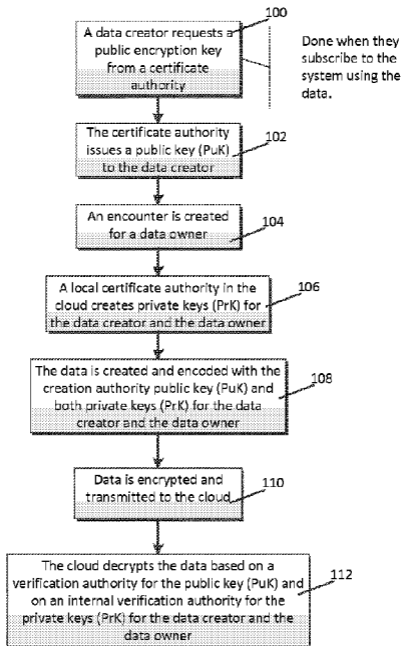 100
A data creator requests a
public encryption key
from a certificate
authority
Done when they
subscribe to the
system using the
data.
The certificate authority
issues a public key (PuK)
to the data creator
102
An encounter is created
for a data owner
104
A local certificate authority in the
cloud creates private keys (PrK) for
the data creator and the data owner
106
The data is created and encoded with the
creation authority public key (PuK) and
both private keys (PrK) for the data
creator and the data owner
108
Data is encrypted and
transmitted to the cloud
110
The cloud decrypts the data based on a
verification authority for the public key (PuK) and
on an internal verification authority for the
private keys (PrK) for the data creator and the
data owner
112